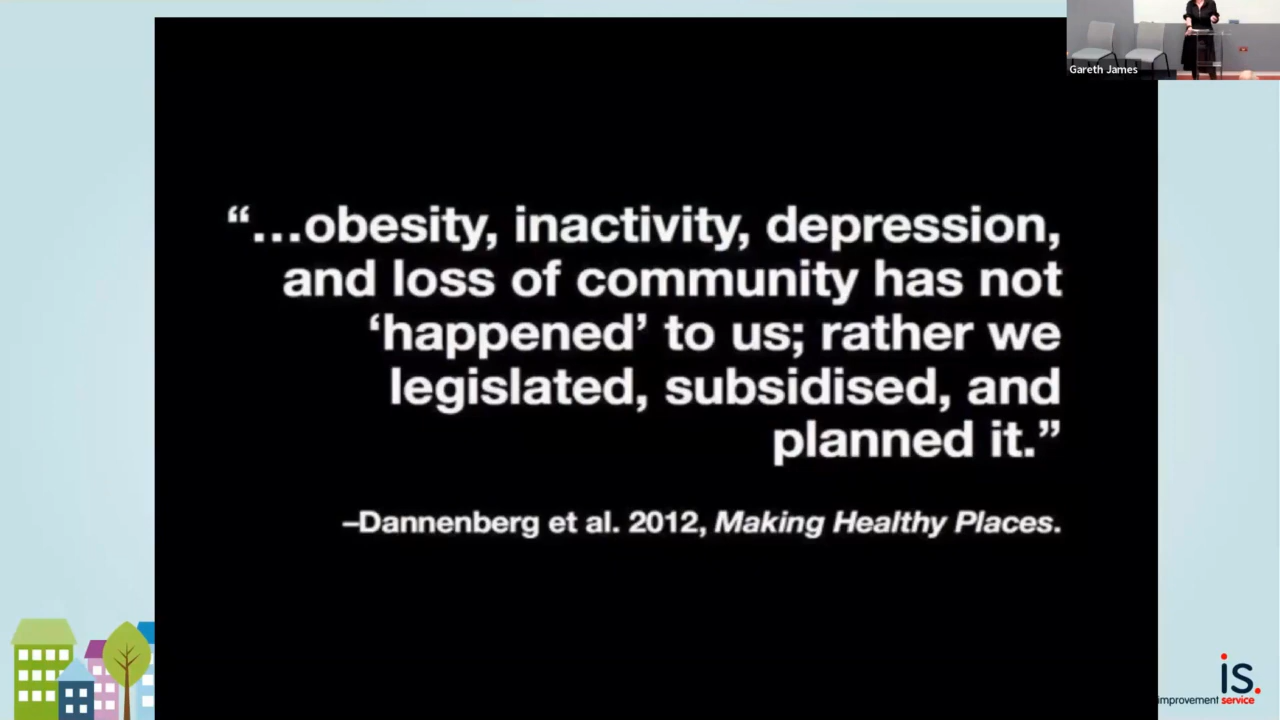 Gareth James
“…obesity, inactivity, depression,
and loss of community has not
‘happened’ to us; rather we
legislated, subsidised, and
planned it.”
–Dannenberg et al. 2012, Making Healthy Places.
is.
improvement service